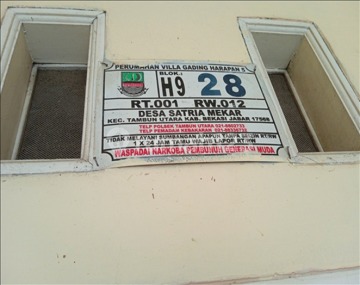 PERUMAHAN VILLA GADING HARAPAN 5
BLOK:
H9 28
RT.001 RW.012
DESA SATRIA MEKAR
KEC. TAMBUN UTARA KAB. BEKASI JABAR 17568
TELP POLSEK TAMBUN UTARA
TELP PEMADAM KEBAKARAN
TIDAK MELAYANI SUMBANGAN APAPUN TANPA SEIZIN RT/RW
1 X 24 JAM TAMU WAJIB LAPOR RT/RW
WASPADAI NARKOBA PEMBUNUH GENERASI MUDA